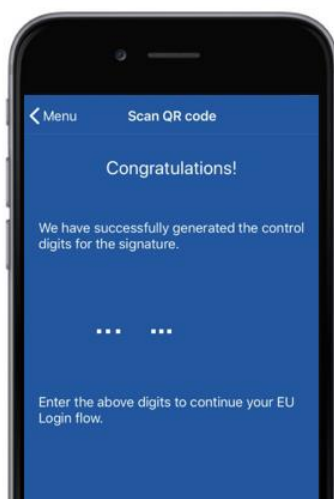 Menu
Scan QR code
Congratulations!
We have successfully generated the control
digits for the signature.
... ...
Enter the above digits to continue your EU
Login flow.